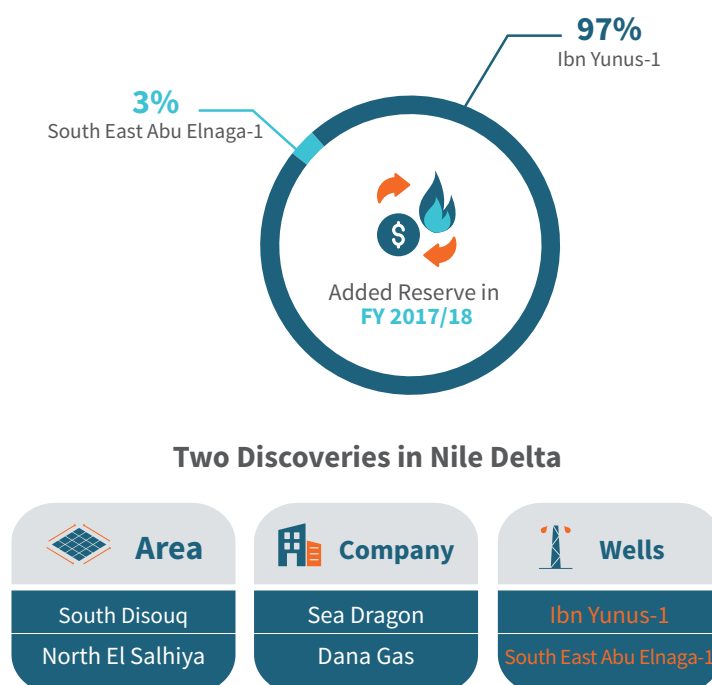 97%
Ibn Yunus-1
3%
South East Abu Elnaga-1
$
Added Reserve in
FY 2017/18
Two Discoveries in Nile Delta
Area
South Disouq
North El Salhiya
Company
Sea Dragon
Dana Gas
Wells
Ibn Yunus-1
South East Abu Elnaga-1